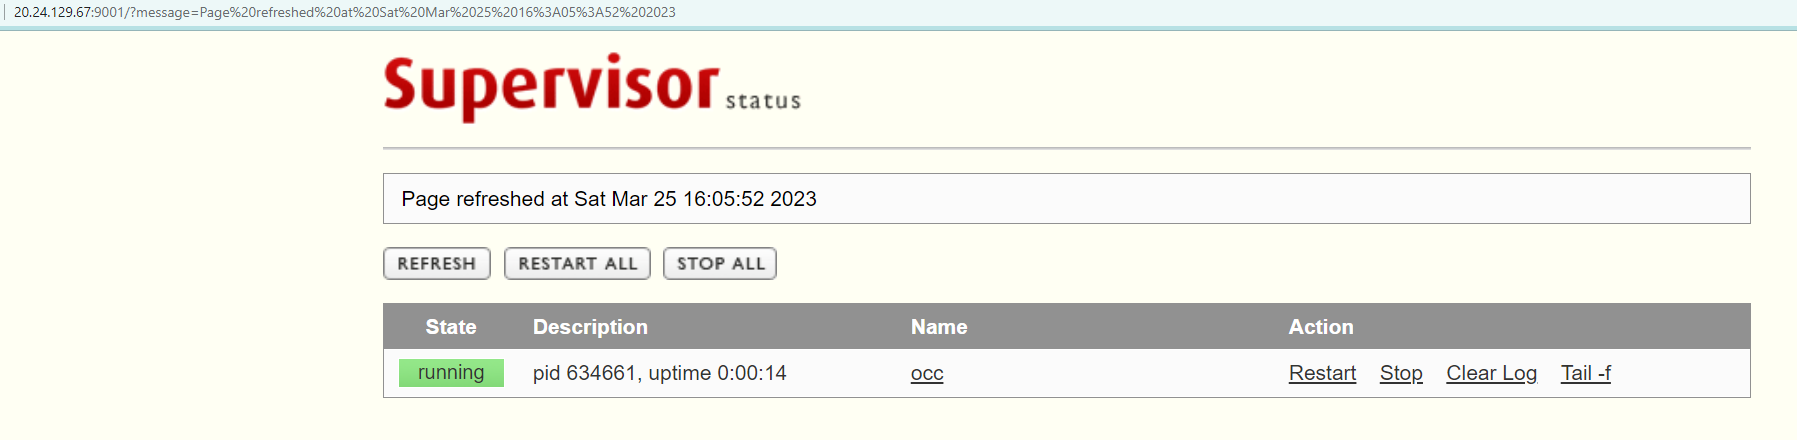 20.24.129.67:9001/?message=Page%20refreshed%20at%20Sat%20Mar%2025%2016%3A05%3A52%202023
Supervisor status
Page refreshed at Sat Mar 25 16:05:52 2023
REFRESH RESTART ALL STOP ALL
State Description Name Action
running pid 634661, uptime 0:00:14 occ Restart Stop Clear Log Tail -f